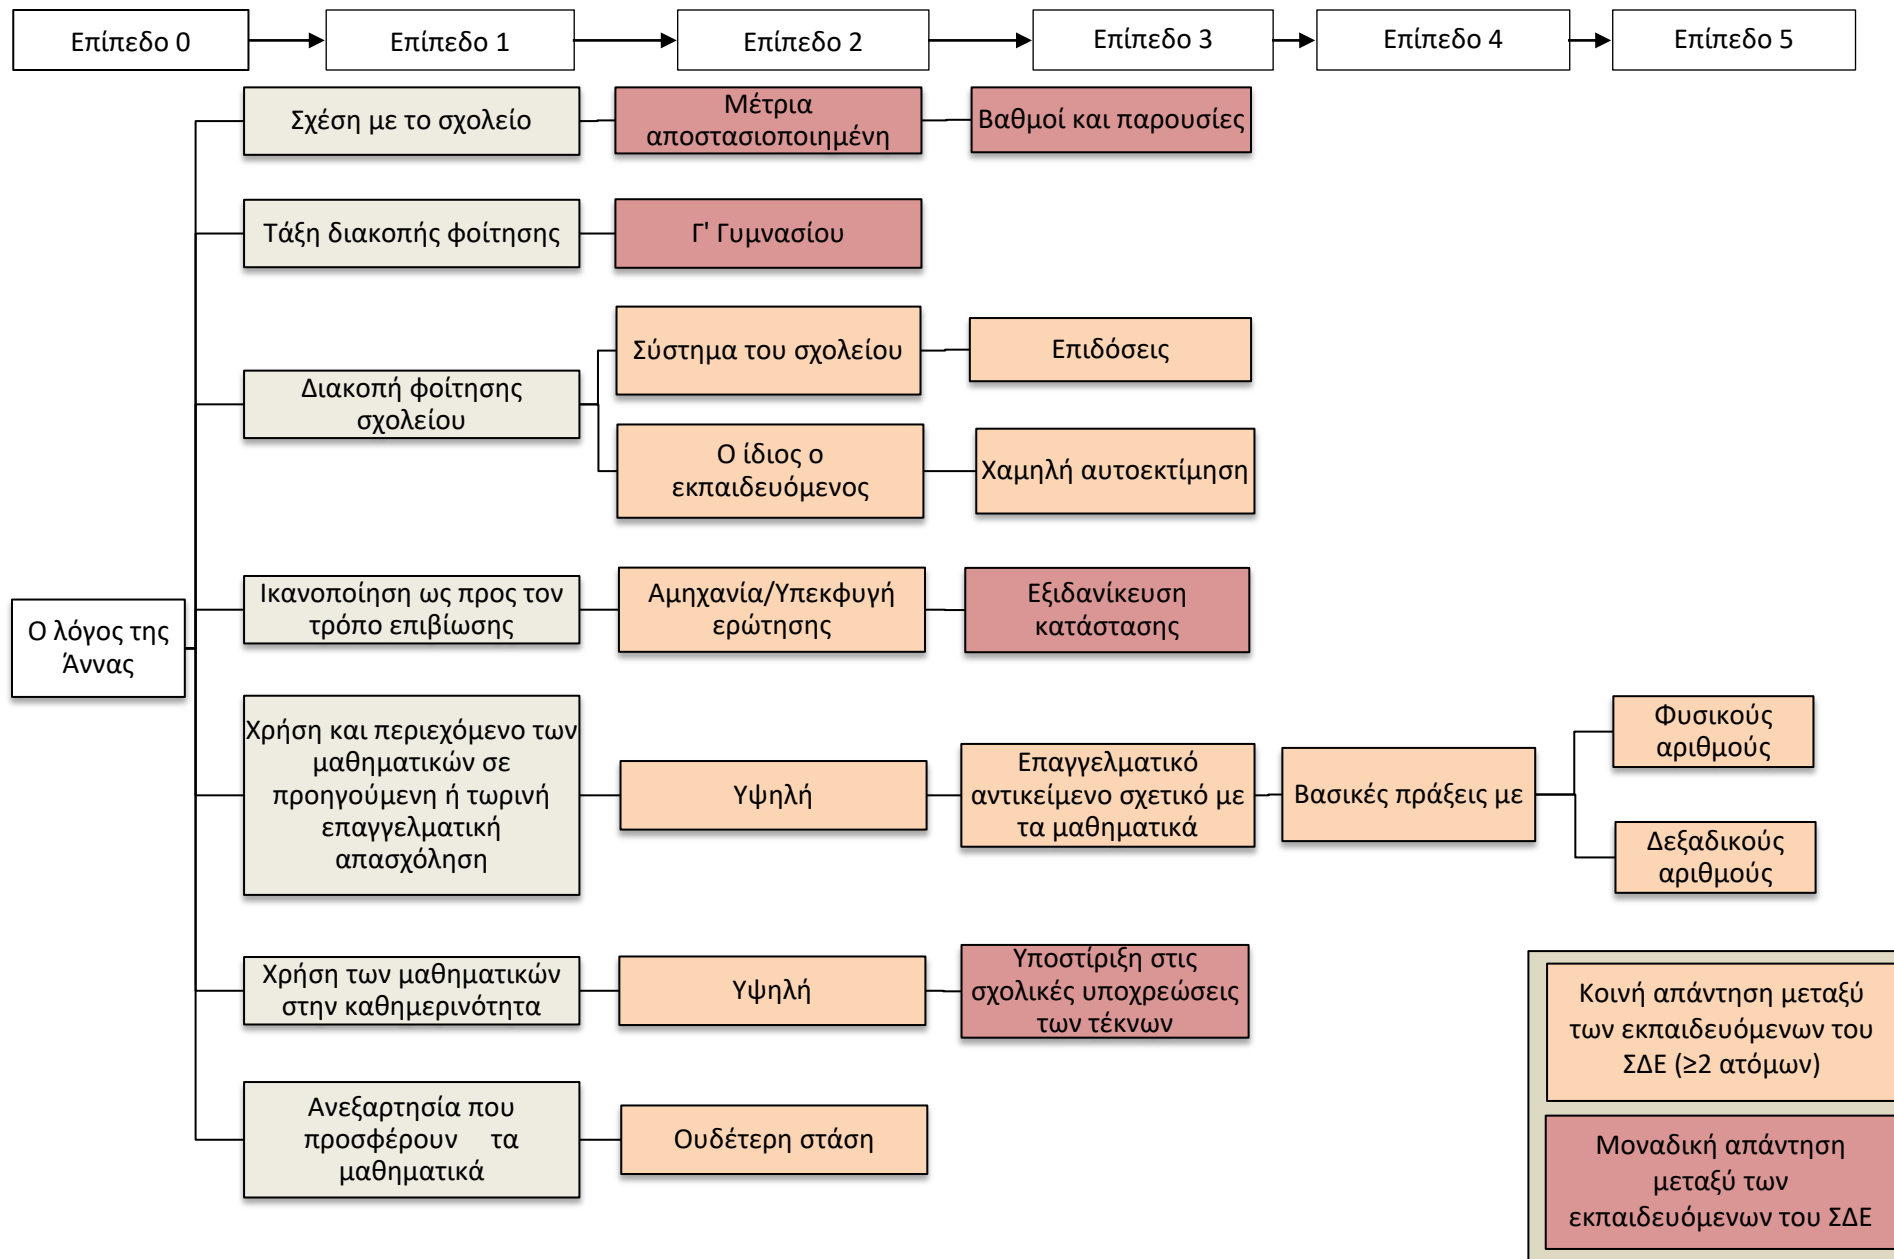 Επίπεδο 0
Επίπεδο 1
Επίπεδο 2
Επίπεδο 3
Επίπεδο 4
Επίπεδο 5
Σχέση με το σχολείο
Μέτρια
αποστασιοποιημένη
Βαθμοί και παρουσίες
Τάξη διακοπής φοίτησης
Γ' Γυμνασίου
Διακοπή φοίτησης
σχολείου
Σύστημα του σχολείου
Επιδόσεις
Ο ίδιος ο
εκπαιδευόμενος
Χαμηλή αυτοεκτίμηση
Ο λόγος της
Άννας
Ικανοποίηση ως προς τον
τρόπο επιβίωσης
Αμηχανία/Υπεκφυγή
ερώτησης
Εξιδανίκευση
κατάστασης
Χρήση και περιεχόμενο των
μαθηματικών σε
προηγούμενη ή τωρινή
επαγγελματική
απασχόληση
Υψηλή
Επαγγελματικό
αντικείμενο σχετικό με
τα μαθηματικά
Βασικές πράξεις με
Φυσικούς
αριθμούς
Δεξαδικούς
αριθμούς
Χρήση των μαθηματικών
στην καθημερινότητα
Υψηλή
Υποστίριξη στις
σχολικές υποχρεώσεις
των τέκνων
Ανεξαρτησία που
προσφέρουν τα
μαθηματικά
Ουδέτερη στάση
Κοινή απάντηση μεταξύ
των εκπαιδευόμενων του
ΣΔΕ (≥2 ατόμων)
Μοναδική απάντηση
μεταξύ των
εκπαιδευόμενων του ΣΔΕ